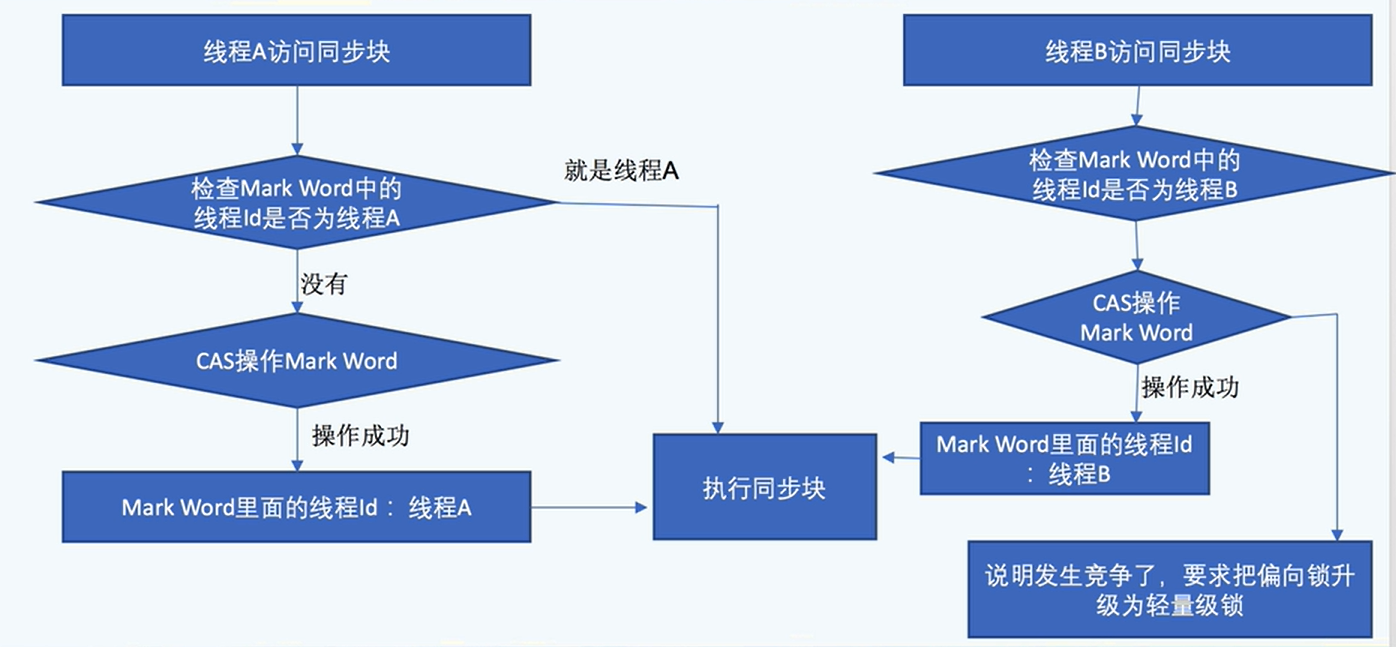 线程A访问同步块
检查Mark Word中的
线程Id是否为线程A
就是线程A
没有
CAS操作Mark Word
操作成功
Mark Word里面的线程Id ：线程A
执行同步块
线程B访问同步块
检查Mark Word中的
线程Id是否为线程B
CAS操作
Mark Word
操作成功
Mark Word里面的线程Id
：线程B
说明发生竞争了，要求把偏向锁升
级为轻量级锁